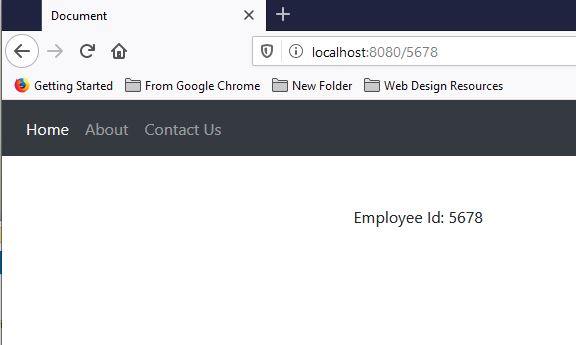 Document
localhost:8080/5678
Getting Started From Google Chrome New Folder Web Design Resources
Home About Contact Us
Employee Id: 5678